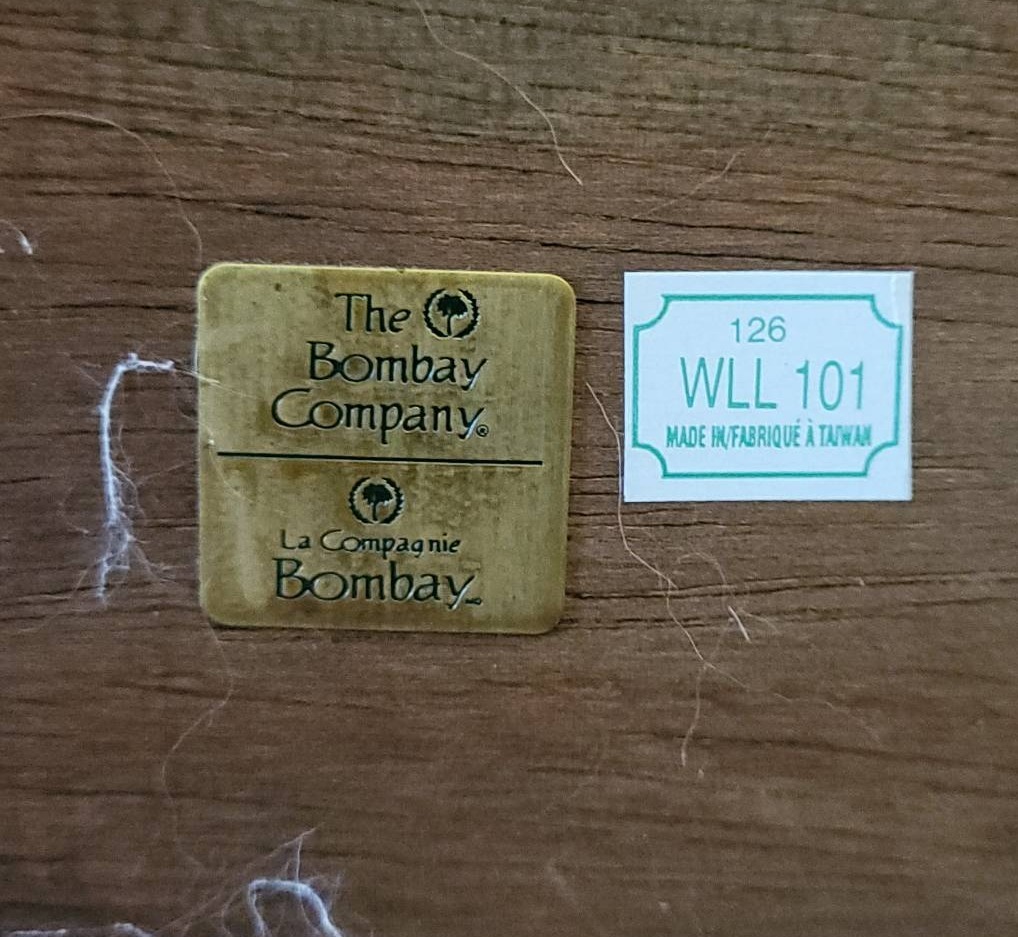 The
Bombay
Company®
La Compagnie
Bombay
126
WLL 101
MADE IN/FABRIQUÉ À TAIWAN